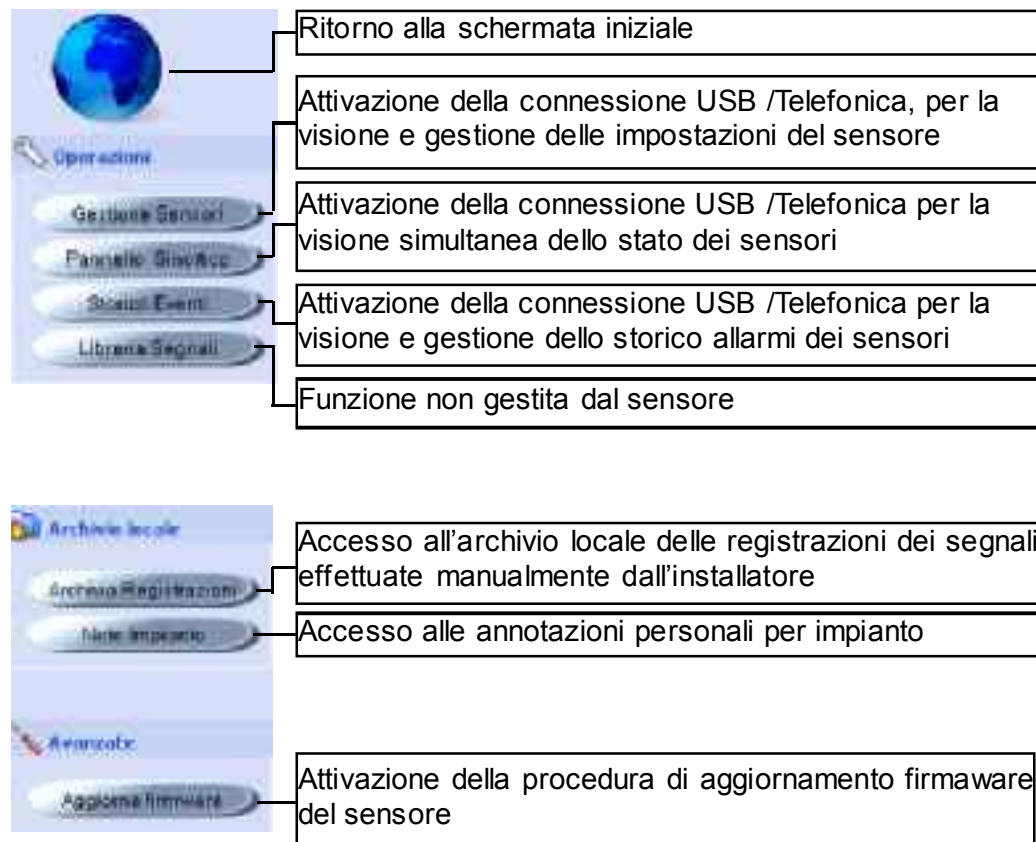 Ritorno alla schermata iniziale
Attivazione della connessione USB /Telefonica, per la
visione e gestione delle impostazioni del sensore
Operazioni
Gestione Sensori
Attivazione della connessione USB /Telefonica per la
visione simultanea dello stato dei sensori
Pannello Sinottico
Storici Eventi
Attivazione della connessione USB /Telefonica per la
visione e gestione dello storico allarmi dei sensori
Libreria Segnali
Funzione non gestita dal sensore
Archivio locale
Accesso all'archivio locale delle registrazioni dei segnali
effettuate manualmente dall'installatore
Archivio Registrazioni
Note Impianto
Accesso alle annotazioni personali per impianto
Avanzate
Aggiorna firmware
Attivazione della procedura di aggiornamento firmaware
del sensore